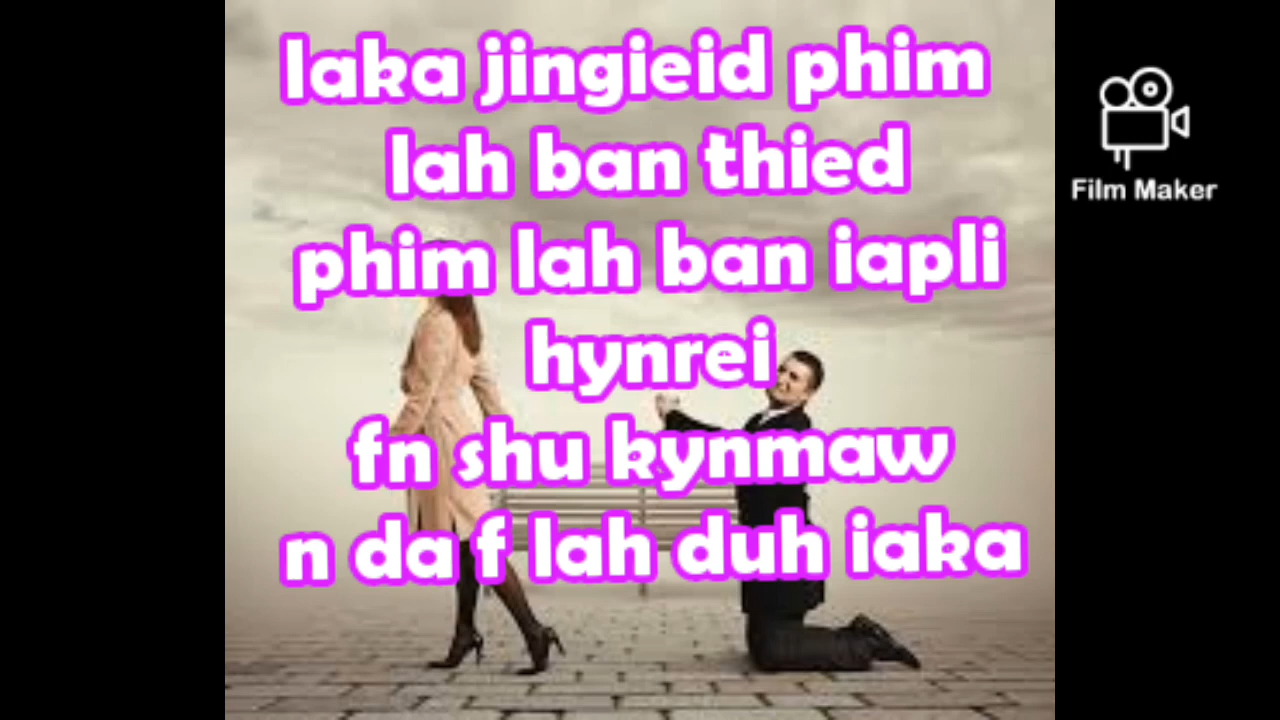 Iaka jingieid phim
lah ban thied
phim lah ban iapli
hynrei
fn shu kynmaw
n da f lah duh iaka
Film Maker